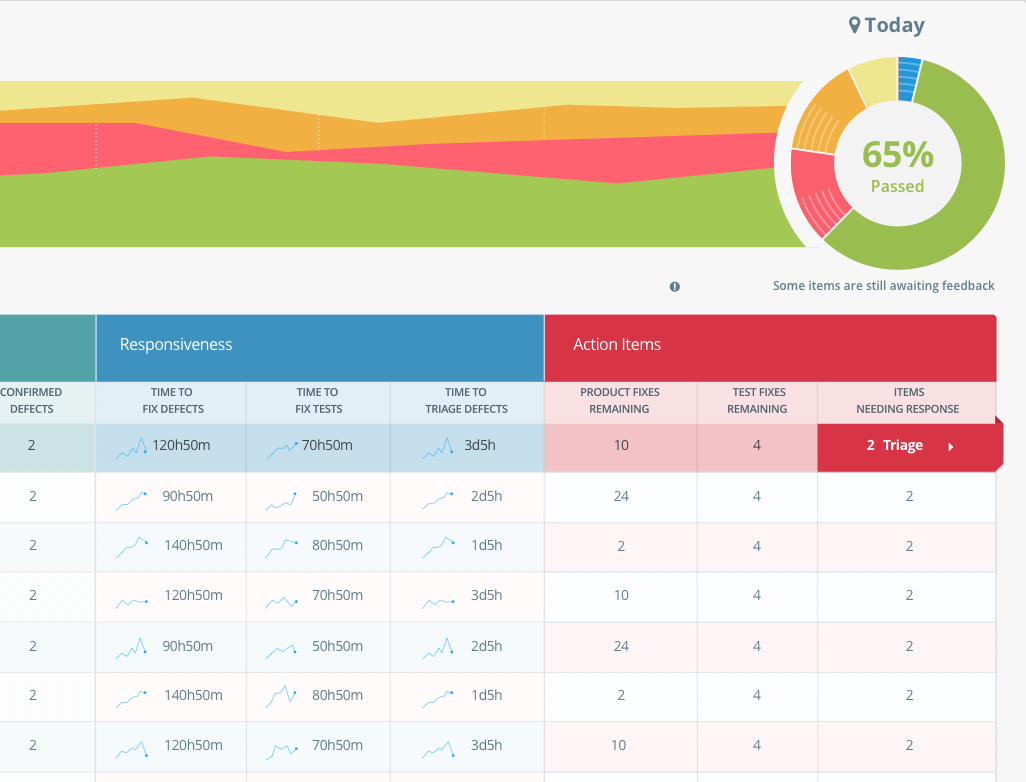 Today
65%
Passed
Some items are still awaiting feedback
Responsiveness Action Items
CONFIRMED DEFECTS TIME TO FIX DEFECTS TIME TO FIX TESTS TIME TO TRIAGE DEFECTS PRODUCT FIXES REMAINING TEST FIXES REMAINING ITEMS NEEDING RESPONSE
2 120h50m 70h50m 3d5h 10 4 2 Triage
2 90h50m 50h50m 2d5h 24 4 2
2 140h50m 80h50m 1d5h 2 4 2
2 120h50m 70h50m 3d5h 10 4 2
2 90h50m 50h50m 2d5h 24 4 2
2 140h50m 80h50m 1d5h 2 4 2
2 120h50m 70h50m 3d5h 10 4 2